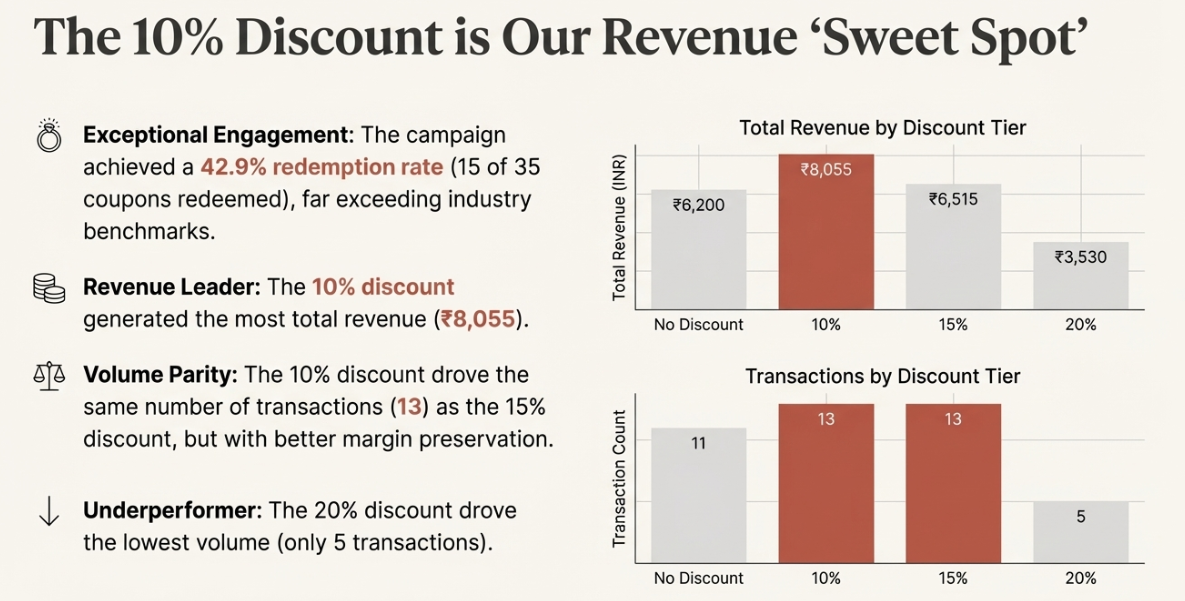 The 10% Discount is Our Revenue ‘Sweet Spot’
Exceptional Engagement: The campaign
achieved a 42.9% redemption rate (15 of 35
coupons redeemed), far exceeding industry
benchmarks.
Revenue Leader: The 10% discount
generated the most total revenue (₹8,055).
Volume Parity: The 10% discount drove the
same number of transactions (13) as the 15%
discount, but with better margin preservation.
Underperformer: The 20% discount drove
the lowest volume (only 5 transactions).
Total Revenue by Discount Tier
Total Revenue (INR)
₹6,200
₹8,055
₹6,515
₹3,530
No Discount 10% 15% 20%
Transactions by Discount Tier
Transaction Count
11
13
13
5
No Discount 10% 15% 20%